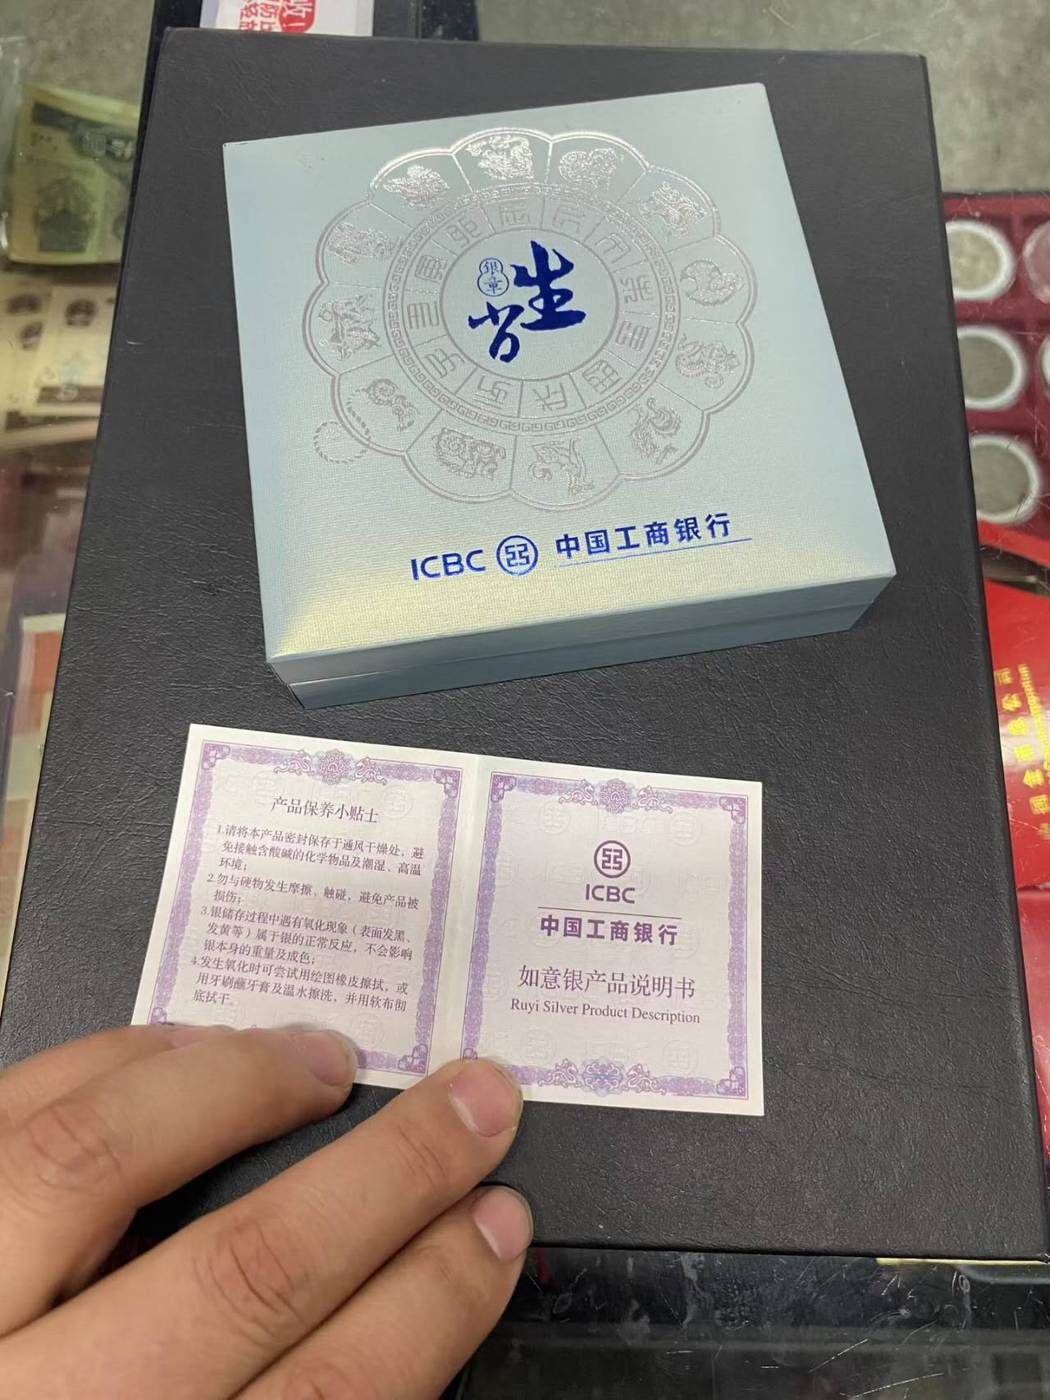 银章
生肖
ICBC 中国工商银行
产品保养小贴士
1.请将本产品密封保存于通风干燥处，避
免接触含酸碱的化学物品及潮湿、高温
环境；
2.勿与硬物发生摩擦、触碰，避免产品被
损伤；
3.银储存过程中遇有氧化现象（表面发黑、
发黄等）属于银的正常反应，不会影响
银本身的重量及成色；
4.发生氧化时可尝试用绘图橡皮擦拭，或
用牙刷蘸牙膏及温水擦洗，并用软布彻
底拭干。
ICBC
中国工商银行
如意银产品说明书
Ruyi Silver Product Description